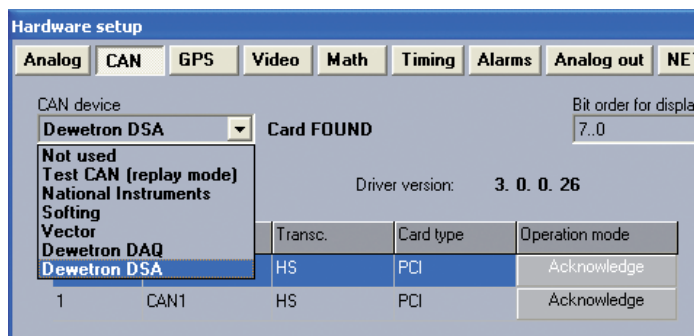 Hardware setup
Analog CAN GPS Video Math Timing Alarms Analog out NE
CAN device
Bit order for displa
Dewetron DSA Card FOUND 7..0
Not used
Test CAN (replay mode)
National Instruments
Driver version: 3. 0. 0. 26
Softing
Vector
Dewetron DAQ
Transc. Card type Operation mode
Dewetron DSA
HS PCI Acknowledge
1 CAN1 HS PCI Acknowledge